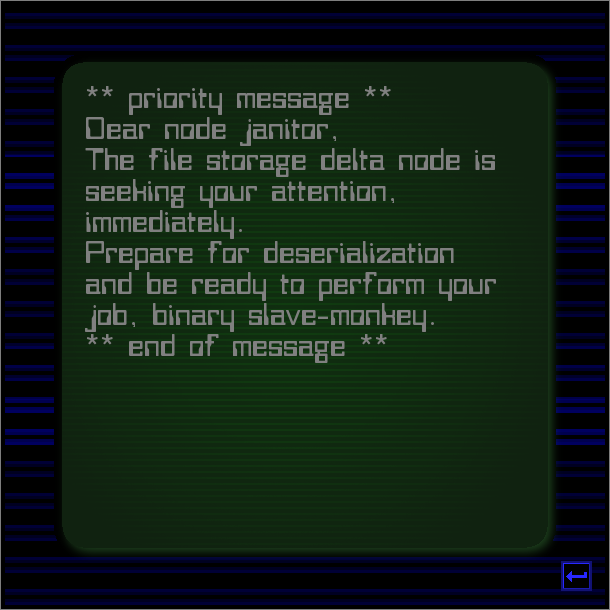 ** priority message **
Dear node janitor,
The file storage delta node is
seeking your attention,
immediately.
Prepare for deserialization
and be ready to perform your
job, binary slave-monkey.
** end of message **